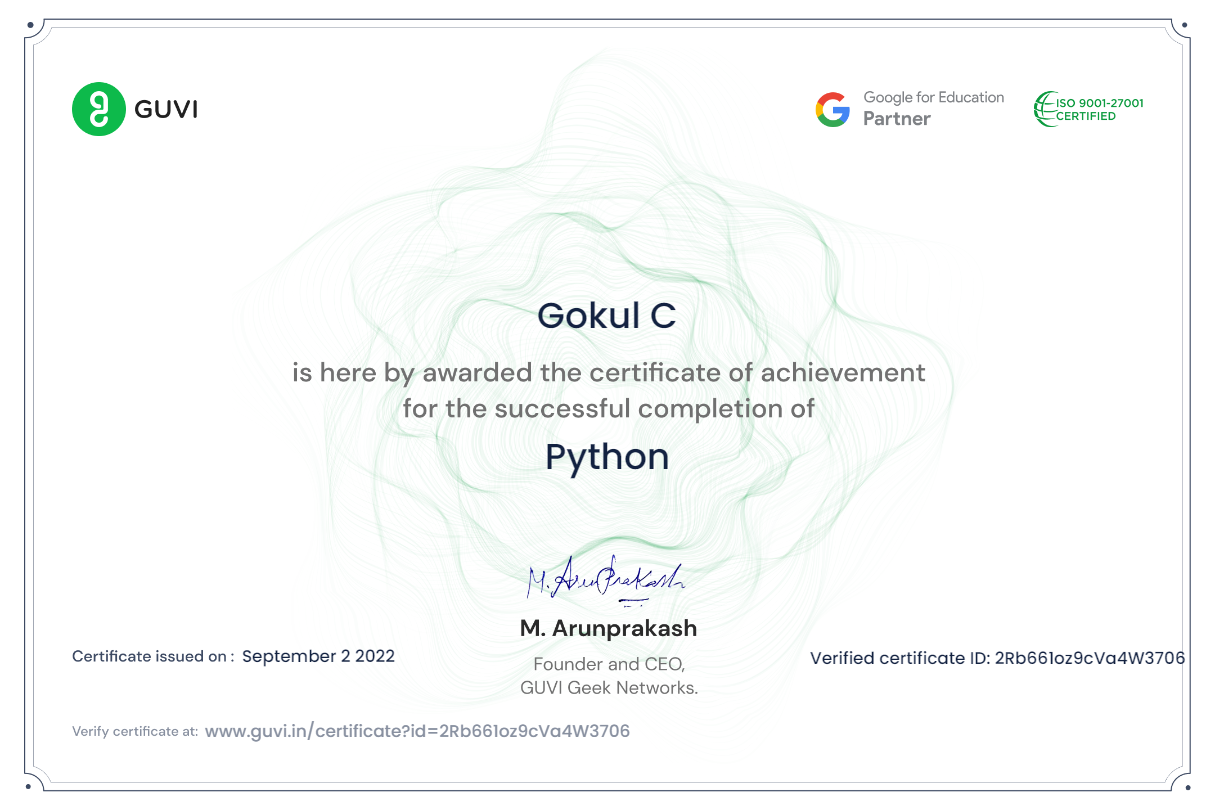 GUVI
Google for Education
Partner
ISO 9001-27001
CERTIFIED
Gokul C
is here by awarded the certificate of achievement
for the successful completion of
Python
M. Arunprakash
M. Arunprakash
Founder and CEO,
GUVI Geek Networks.
Certificate issued on : September 2 2022
Verified certificate ID: 2Rb661oz9cVa4W3706
Verify certificate at: www.guvi.in/certificate?id=2Rb661oz9cVa4W3706